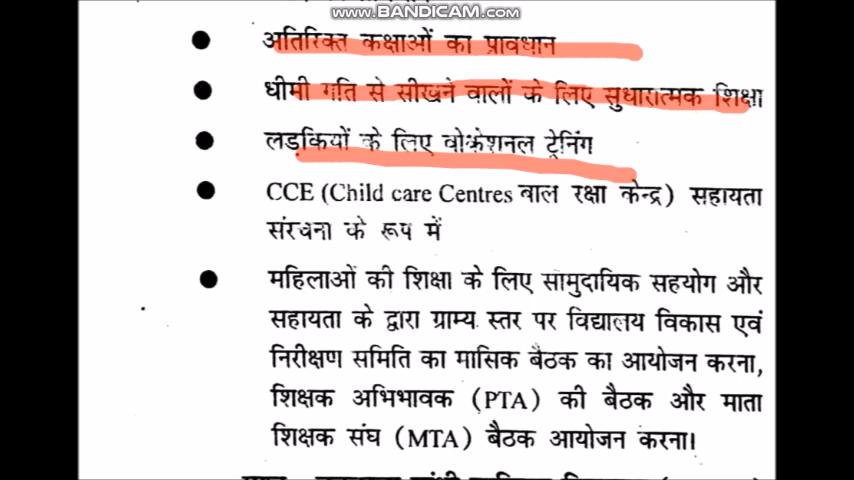 www.BANDICAM.com
अतिरिक्त कक्षाओं का प्रावधान
धीमी गति से सीखने वालों के लिए सुधारात्मक शिक्षा
लड़कियों के लिए वोकेशनल ट्रेनिंग
CCE (Child care Centres बाल रक्षा केन्द्र) सहायता
संरचना के रूप में
महिलाओं की शिक्षा के लिए सामुदायिक सहयोग और
सहायता के द्वारा ग्राम्य स्तर पर विद्यालय विकास एवं
निरीक्षण समिति का मासिक बैठक का आयोजन करना,
शिक्षक अभिभावक (PTA) की बैठक और माता
शिक्षक संघ (MTA) बैठक आयोजन करना।